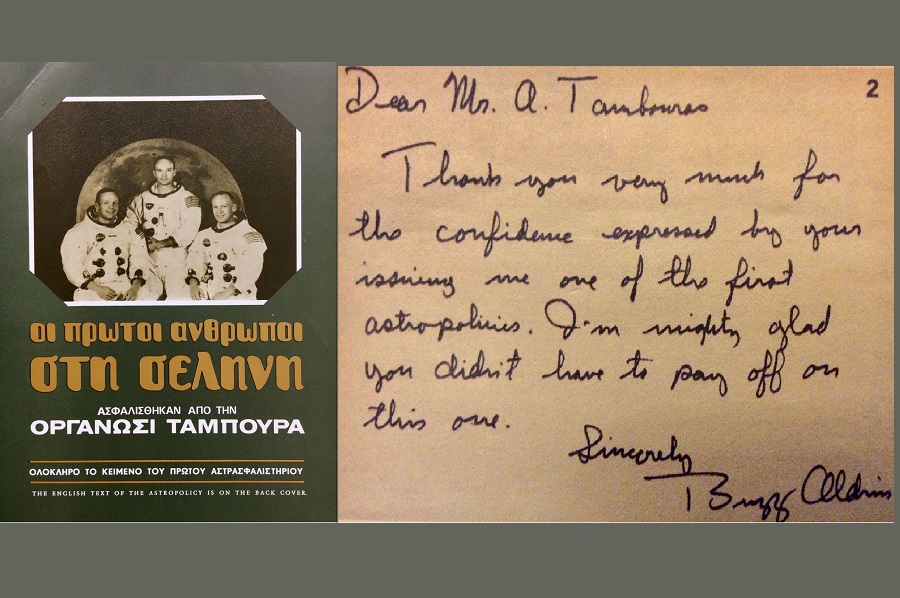 οι πρωτοι ανθρωποι
στη σεληνη
ΑΣΦΑΛΙΣΘΗΚΑΝ ΑΠΟ ΤΗΝ
ΟΡΓΑΝΩΣΙ ΤΑΜΠΟΥΡΑ
ΟΛΟΚΛΗΡΟ ΤΟ ΚΕΙΜΕΝΟ ΤΟΥ ΠΡΩΤΟΥ ΑΣΤΡΑΣΦΑΛΙΣΤΗΡΙΟΥ
THE ENGLISH TEXT OF THE ASTROPOLICY IS ON THE BACK COVER.
2
Dear Mr. A. Tambouras
Thank you very much for
the confidence expressed by your
issuing me one of the first
astropolicies. I'm mighty glad
you didn't have to pay off on
this one.
Sincerely
Buzz Aldrin